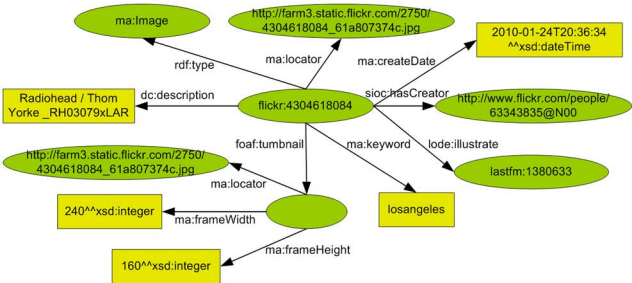 ma:Image
http://farm3.static.flickr.com/2750/
4304618084_61a807374c.jpg
2010-01-24T20:36:34
^^xsd:dateTime
rdf:type
ma:locator
ma:createDate
Radiohead / Thom
Yorke _RH03079xLAR
dc:description
flickr:4304618084
sioc:hasCreator
http://www.flickr.com/people/
63343835@N00
foaf:tumbnail
ma:keyword
lode:illustrate
http://farm3.static.flickr.com/2750/
4304618084_61a807374c.jpg
ma:locator
lastfm:1380633
240^^xsd:integer
ma:frameWidth
losangeles
ma:frameHeight
160^^xsd:integer